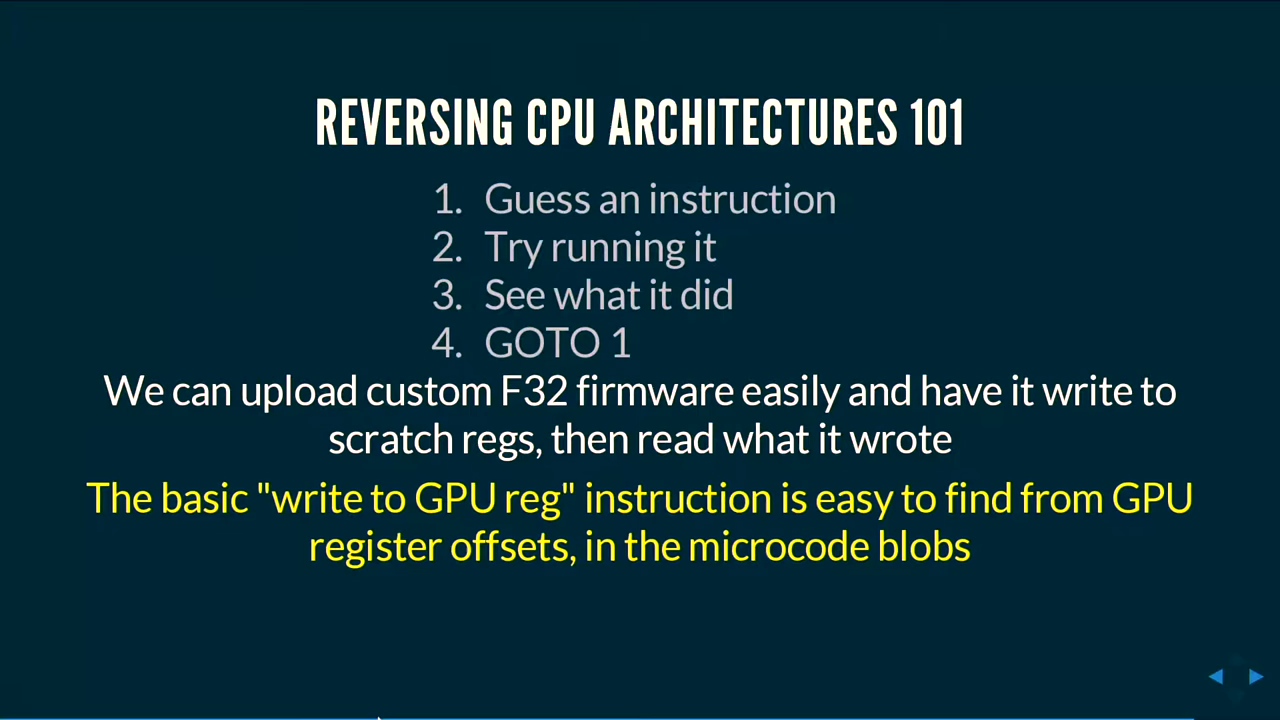 REVERSING CPU ARCHITECTURES 101
1. Guess an instruction
2. Try running it
3. See what it did
4. GOTO 1
We can upload custom F32 firmware easily and have it write to
scratch regs, then read what it wrote
The basic "write to GPU reg" instruction is easy to find from GPU
register offsets, in the microcode blobs